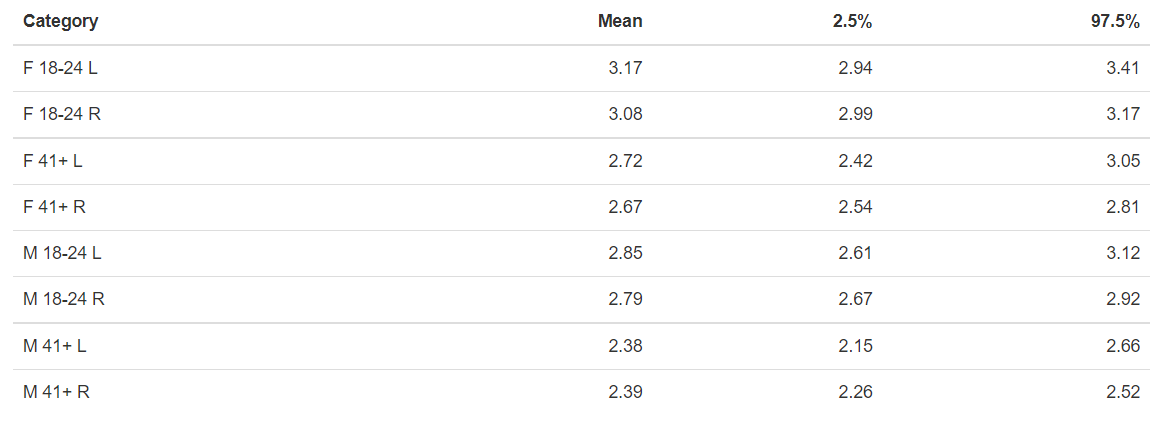 Category Mean 2.5% 97.5%
F 18-24 L 3.17 2.94 3.41
F 18-24 R 3.08 2.99 3.17
F 41+ L 2.72 2.42 3.05
F 41+ R 2.67 2.54 2.81
M 18-24 L 2.85 2.61 3.12
M 18-24 R 2.79 2.67 2.92
M 41+ L 2.38 2.15 2.66
M 41+ R 2.39 2.26 2.52